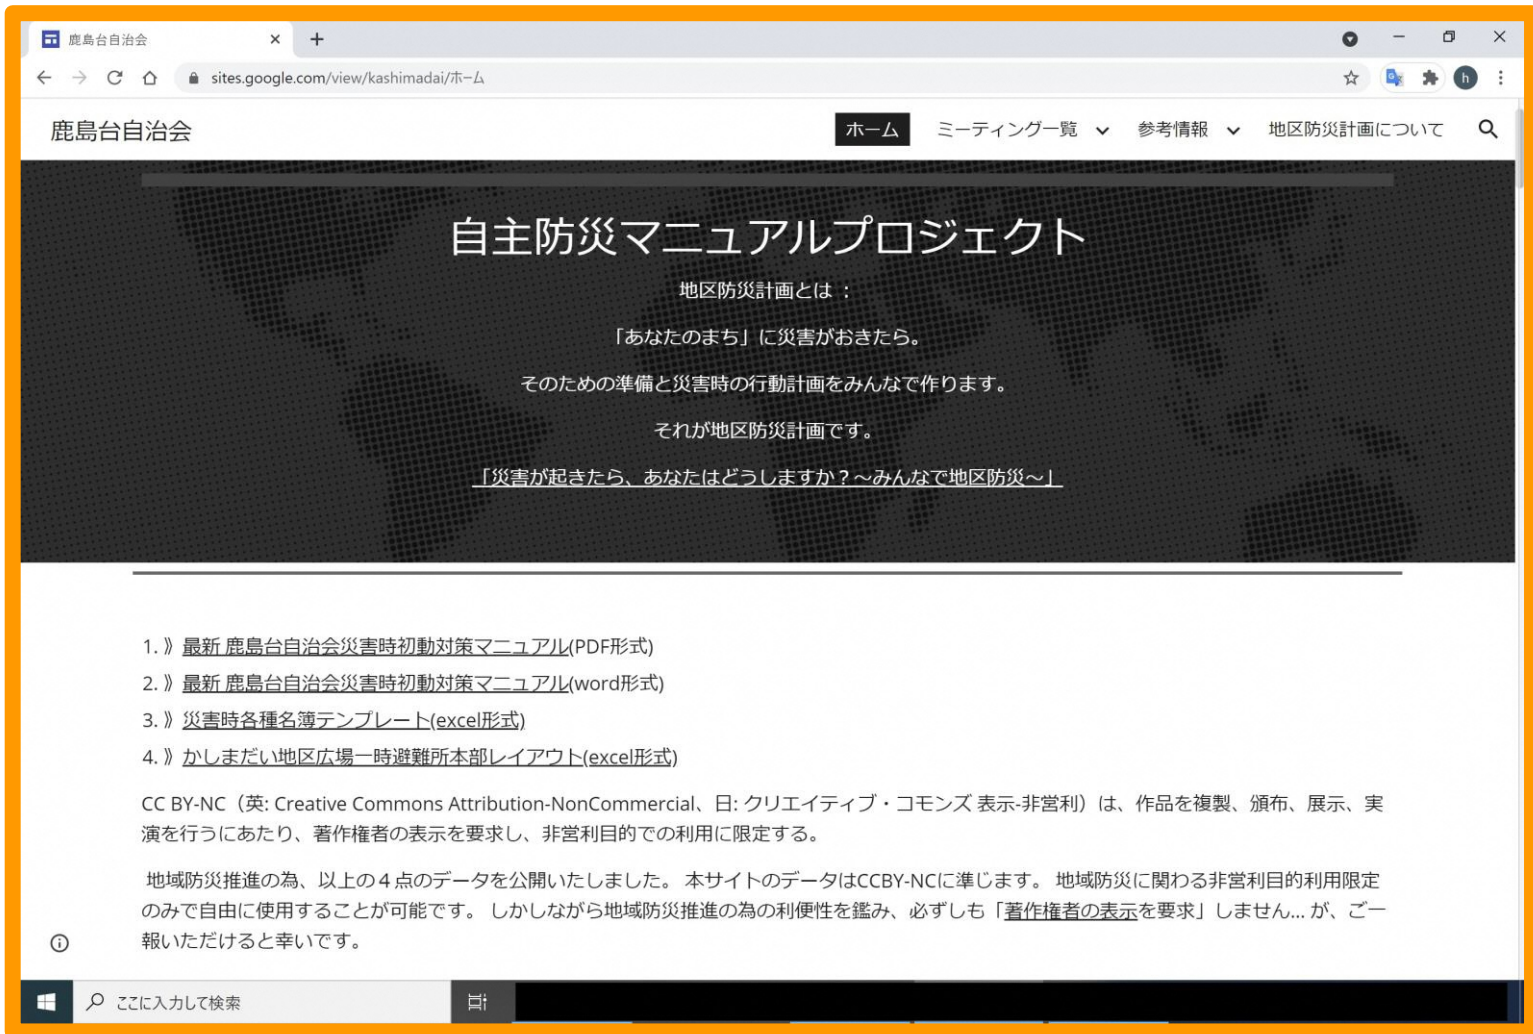 鹿島台自治会
sites.google.com/view/kashimadai/ホーム
h
鹿島台自治会
ホーム
ミーティング一覧
参考情報
地区防災計画について
自主防災マニュアルプロジェクト
地区防災計画とは ：
「あなたのまち」に災害がおきたら。
そのための準備と災害時の行動計画をみんなで作ります。
それが地区防災計画です。
「災害が起きたら、あなたはどうしますか？～みんなで地区防災～」
1. 》 最新 鹿島台自治会災害時初動対策マニュアル(PDF形式)
2. 》 最新 鹿島台自治会災害時初動対策マニュアル(word形式)
3. 》 災害時各種名簿テンプレート(excel形式)
4. 》 かしまだい地区広場一時避難所本部レイアウト(excel形式)
CC BY-NC（英: Creative Commons Attribution-NonCommercial、日: クリエイティブ・コモンズ 表示-非営利）は、作品を複製、頒布、展示、実
演を行うにあたり、著作権者の表示を要求し、非営利目的での利用に限定する。
地域防災推進の為、以上の４点のデータを公開いたしました。 本サイトのデータはCCBY-NCに準じます。 地域防災に関わる非営利目的利用限定
のみで自由に使用することが可能です。 しかしながら地域防災推進の為の利便性を鑑み、必ずしも「著作権者の表示を要求」しません... が、ご一
報いただけると幸いです。
ここに入力して検索